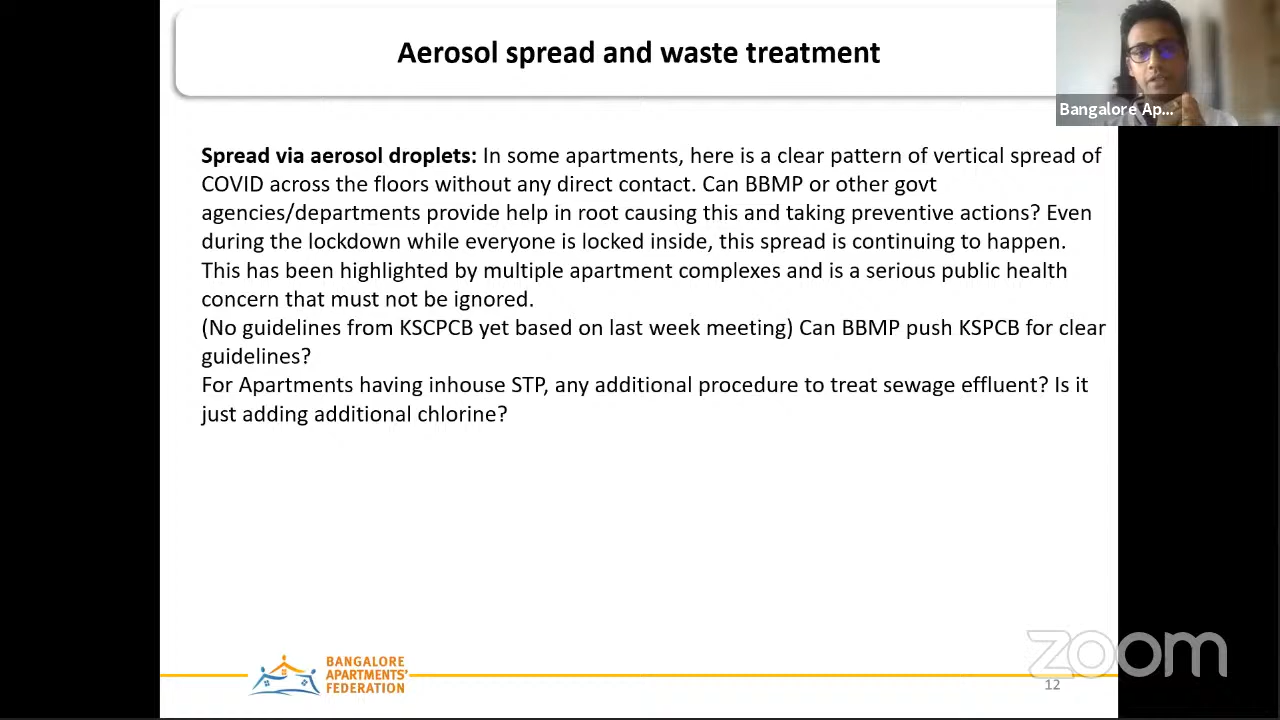 Aerosol spread and waste treatment
Bangalore Ap...
Spread via aerosol droplets: In some apartments, here is a clear pattern of vertical spread of
COVID across the floors without any direct contact. Can BBMP or other govt
agencies/departments provide help in root causing this and taking preventive actions? Even
during the lockdown while everyone is locked inside, this spread is continuing to happen.
This has been highlighted by multiple apartment complexes and is a serious public health
concern that must not be ignored.
(No guidelines from KSCPCB yet based on last week meeting) Can BBMP push KSPCB for clear
guidelines?
For Apartments having inhouse STP, any additional procedure to treat sewage effluent? Is it
just adding additional chlorine?
BANGALORE
APARTMENTS'
FEDERATION
zoom
12